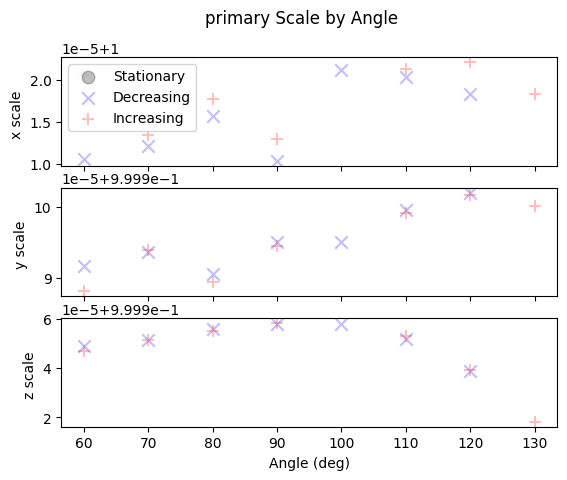 primary Scale by Angle
1e−5+1
x scale
2.0
1.5
1.0
Stationary
Decreasing
Increasing
1e−5+9.999e−1
y scale
10
9
1e−5+9.999e−1
z scale
6
4
2
60 70 80 90 100 110 120 130
Angle (deg)